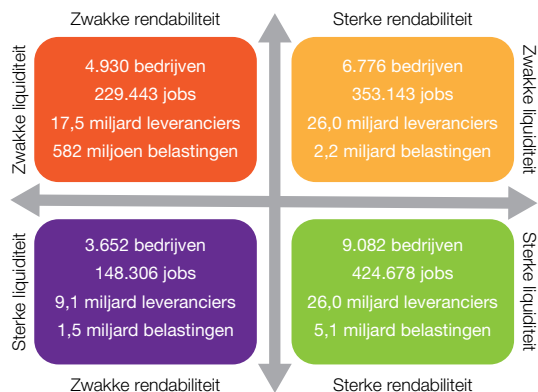 Zwakke rendabiliteit
Sterke rendabiliteit
Zwakke liquiditeit
4.930 bedrijven
229.443 jobs
17,5 miljard leveranciers
582 miljoen belastingen
6.776 bedrijven
353.143 jobs
26,0 miljard leveranciers
2,2 miljard belastingen
Zwakke liquiditeit
Sterke liquiditeit
3.652 bedrijven
148.306 jobs
9,1 miljard leveranciers
1,5 miljard belastingen
9.082 bedrijven
424.678 jobs
26,0 miljard leveranciers
5,1 miljard belastingen
Sterke liquiditeit
Zwakke rendabiliteit
Sterke rendabiliteit